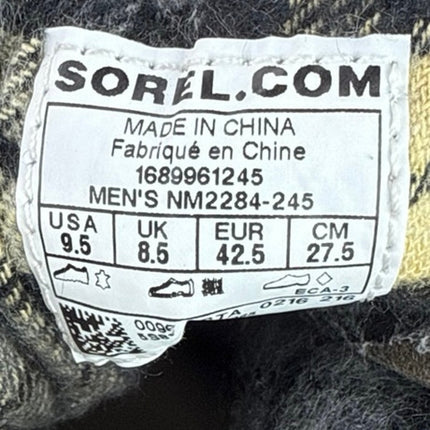 SOREL.COM
MADE IN CHINA
Fabriqué en Chine
1689961245
MEN'S NM2284-245
USA UK EUR CM
9.5 8.5 42.5 27.5
ECA-3
0216 216